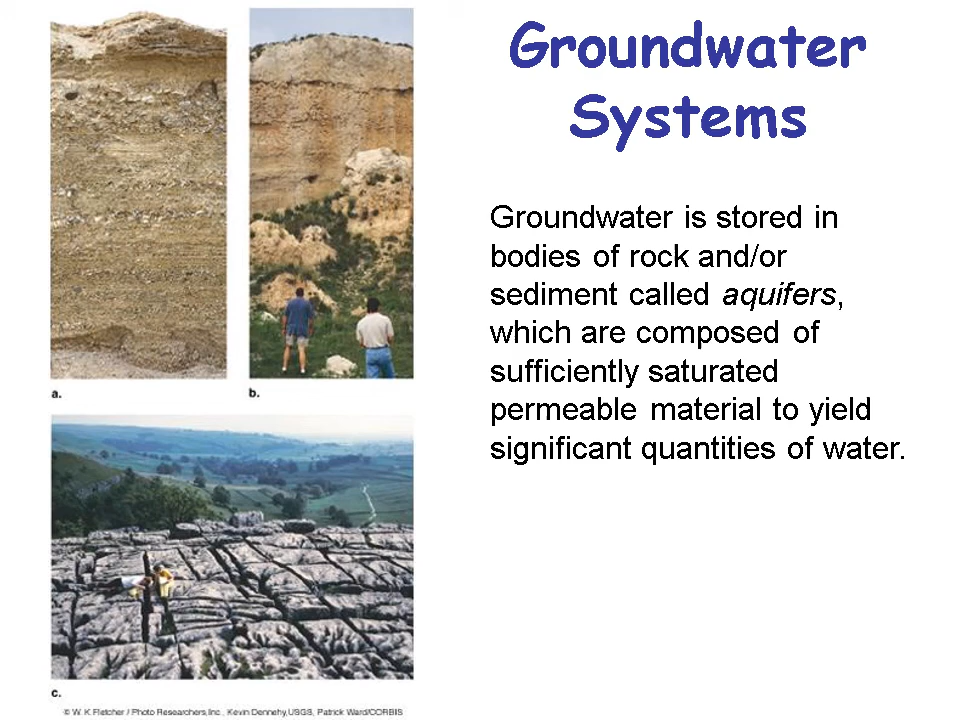 Groundwater
Systems
Groundwater is stored in
bodies of rock and/or
sediment called aquifers,
which are composed of
sufficiently saturated
permeable material to yield
significant quantities of water.
a.
b.
c.
© W. K.Fletcher / Photo Researchers,Inc., Kevin Dennehy,USGS, Patrick Ward/CORBIS